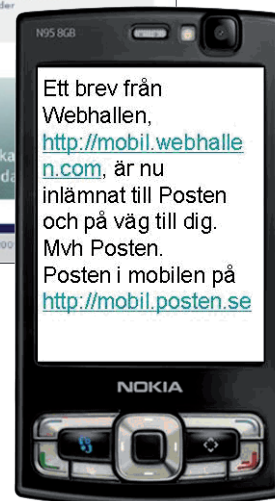 N95 8GB
Ett brev från
Webhallen,
http://mobil.webhalle
n.com, är nu
inlämnat till Posten
och på väg till dig.
Mvh Posten.
Posten i mobilen på
http://mobil.posten.se
NOKIA